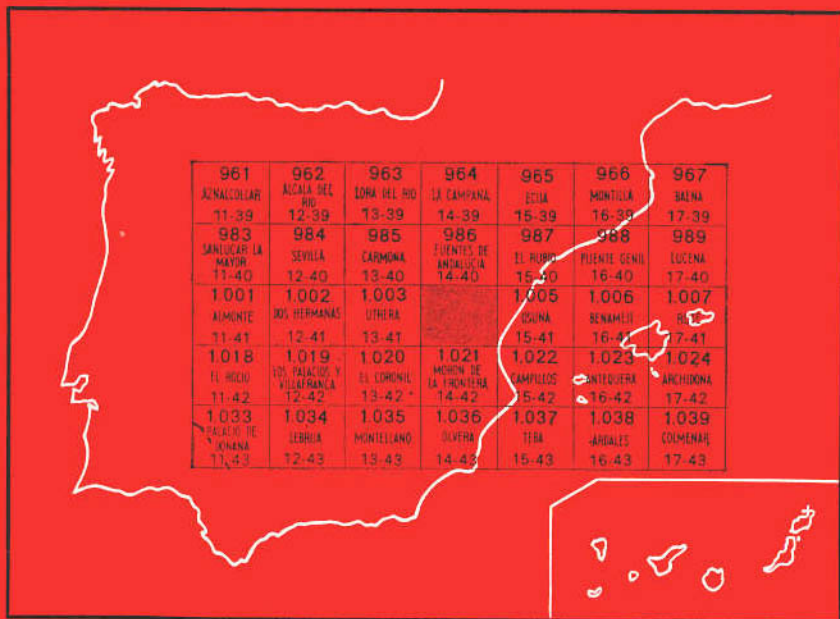 961
AZNALCOLLAR
11-39
962
ALCALA DEL
RIO
12-39
963
LORA DEL RIO
13-39
964
LA CAMPANA
14-39
965
ECIJA
15-39
966
MONTILLA
16-39
967
BAENA
17-39
983
SANLUCAR LA
MAYOR
11-40
984
SEVILLA
12-40
985
CARMONA
13-40
986
FUENTES DE
ANDALUCIA
14-40
987
EL RUBIO
15-40
988
PUENTE GENIL
16-40
989
LUCENA
17-40
1.001
ALMONTE
11-41
1.002
DOS HERMANAS
12-41
1.003
UTRERA
13-41
1.005
OSUNA
15-41
1.006
BENAMEJI
16-41
1.007
17-41
1.018
EL ROCIO
11-42
1.019
LOS PALACIOS Y
VILLAFRANCA
12-42
1.020
EL CORONIL
13-42
1.021
MORON DE
LA FRONTERA
14-42
1.022
CAMPILLOS
15-42
1.023
ANTEQUERA
16-42
1.024
ARCHIDONA
17-42
1.033
PALACIO DE
DOÑANA
11-43
1.034
LEBRIJA
12-43
1.035
MONTELLANO
13-43
1.036
OLVERA
14-43
1.037
TEBA
15-43
1.038
ARDALES
16-43
1.039
COLMENAR
17-43